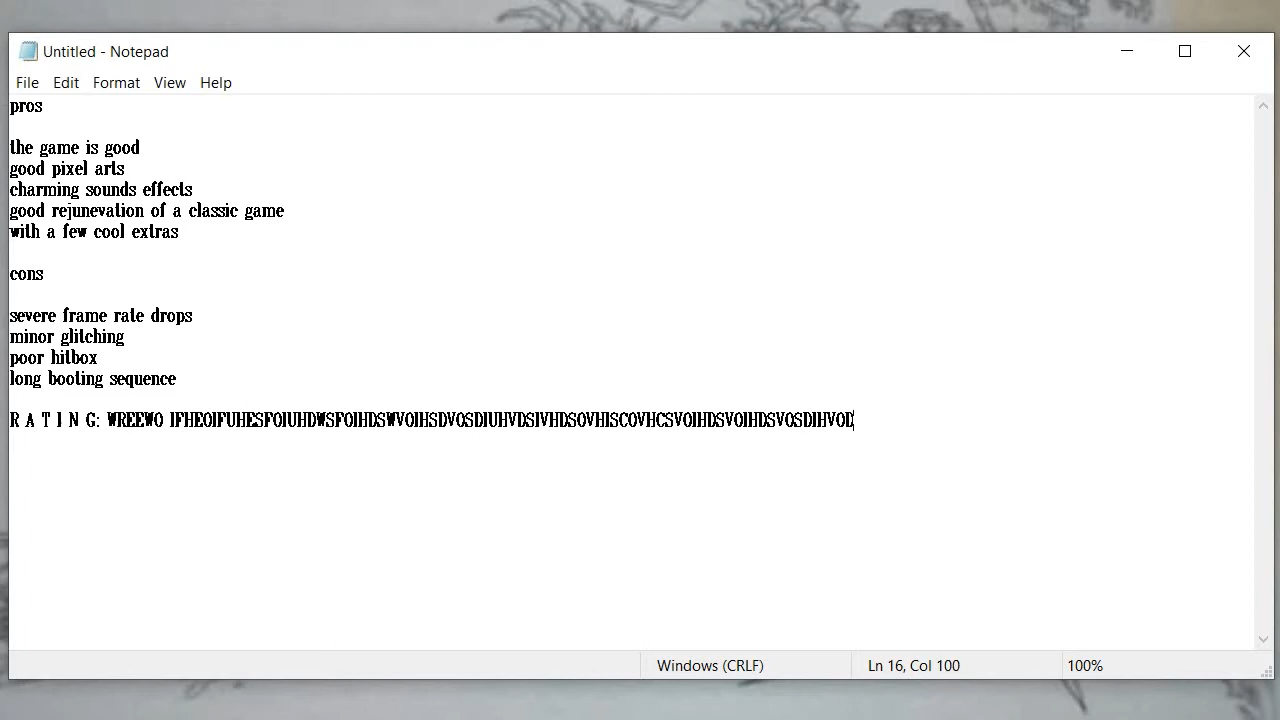 Untitled - Notepad
File Edit Format View Help
pros
the game is good
good pixel arts
charming sounds effects
good rejunevation of a classic game
with a few cool extras
cons
severe frame rate drops
minor glitching
poor hitbox
long booting sequence
R A T I N G: WREEWO IFHEOIFUHESFOIUHDWSFOIHDSWVOIHSDVOSDIUHVDSIVHDSOVHISCOVHCSVOIHDSVOIHDSVOSDIHVOD
Windows (CRLF) Ln 16, Col 100 100%